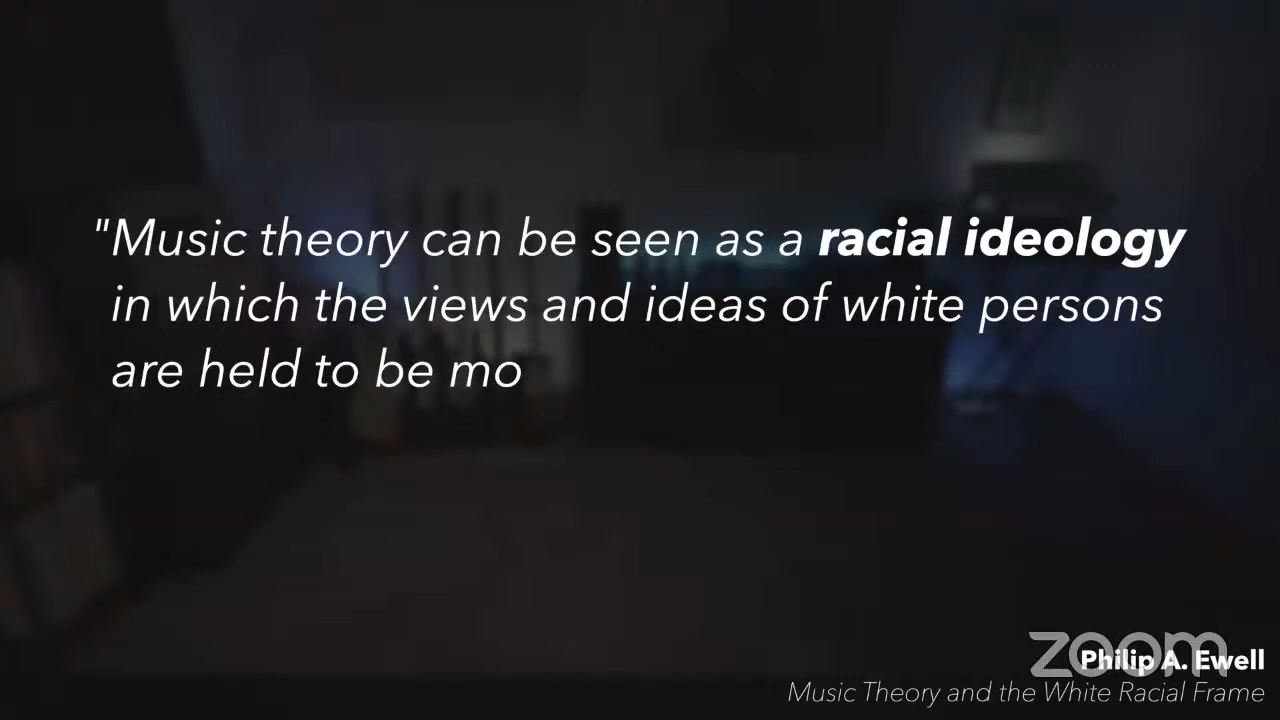 "Music theory can be seen as a racial ideology
in which the views and ideas of white persons
are held to be mo
zoom
Philip A. Ewell
Music Theory and the White Racial Frame